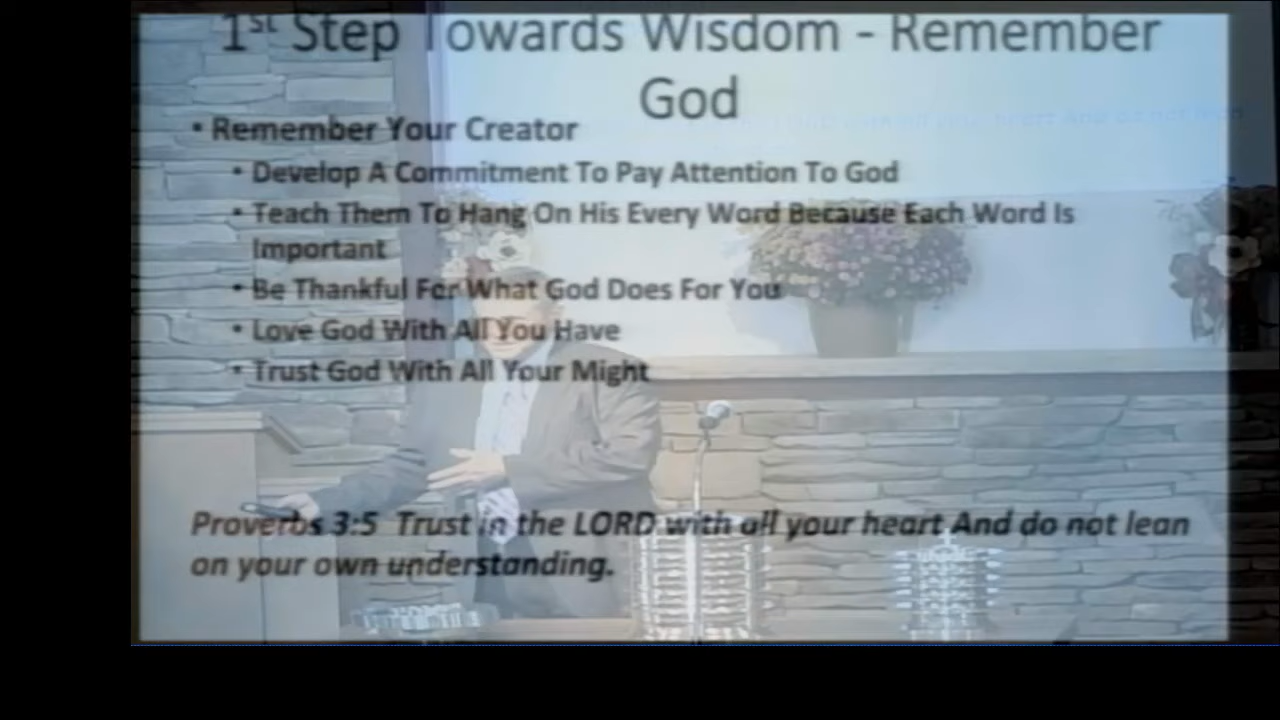 1st Step Towards Wisdom - Remember
God
• Remember Your Creator
• Develop A Commitment To Pay Attention To God
• Teach Them To Hang On His Every Word Because Each Word Is
Important
• Be Thankful For What God Does For You
• Love God With All You Have
• Trust God With All Your Might
Proverbs 3:5 Trust in the LORD with all your heart And do not lean
on your own understanding.